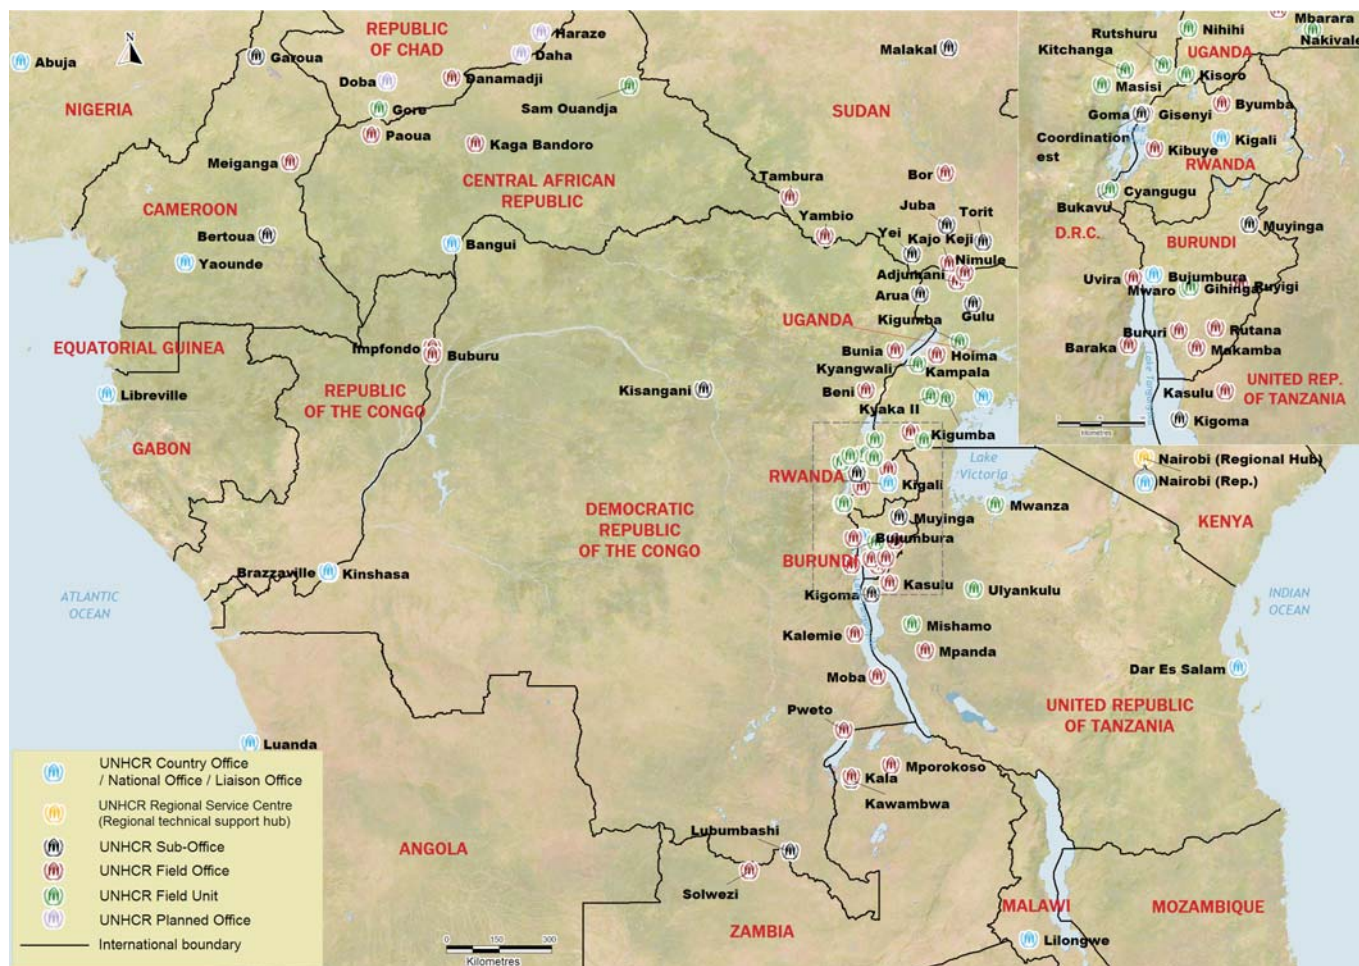 N
REPUBLIC
OF CHAD
Haraze
Daha
Abuja
Garoua
Doba
Danamadji
NIGERIA
Gore
Sam Ouandja
Malakal
SUDAN
Paoua
Meiganga
Kaga Bandoro
CENTRAL AFRICAN
REPUBLIC
Tambura
Bor
CAMEROON
Bertoua
Yaounde
Bangui
Yambio
Juba
Torit
Yei
Kajo Keji
Nimule
Adjumani
Arua
Gulu
Kigumba
UGANDA
EQUATORIAL GUINEA
Impfondo
Buburu
Bunia
Hoima
Kyangwali
Kampala
Libreville
REPUBLIC
OF THE CONGO
Kisangani
Beni
Kyaka II
GABON
Kigumba
Lake
Victoria
RWANDA
Kigali
DEMOCRATIC
REPUBLIC
OF THE CONGO
Muyinga
Mwanza
Bujumbura
BURUNDI
Brazzaville
Kinshasa
Kasulu
Ulyankulu
Kigoma
ATLANTIC
OCEAN
Kalemie
Mishamo
Mpanda
Moba
Dar Es Salam
INDIAN
OCEAN
UNITED REPUBLIC
OF TANZANIA
Pweto
Luanda
Mporokoso
Kala
Kawambwa
Lubumbashi
Solwezi
ANGOLA
ZAMBIA
MALAWI
MOZAMBIQUE
Lilongwe
Nairobi (Regional Hub)
Nairobi (Rep.)
KENYA
Mbarara
Nihihi
Nakivale
Rutshuru
Kitchanga
UGANDA
Kisoro
Masisi
Byumba
Goma
Gisenyi
Coordination
est
Kigali
Kibuye
RWANDA
Cyangugu
Bukavu
D.R.C.
Muyinga
BURUNDI
Uvira
Bujumbura
Mwaro
Gihinga
Ruyigi
Bururi
Rutana
Baraka
Makamba
Lake Tanganyika
UNITED REP.
OF TANZANIA
Kasulu
Kigoma
kilometres
UNHCR Country Office
/ National Office / Liaison Office
UNHCR Regional Service Centre
(Regional technical support hub)
UNHCR Sub-Office
UNHCR Field Office
UNHCR Field Unit
UNHCR Planned Office
International boundary
0 150 300
Kilometres